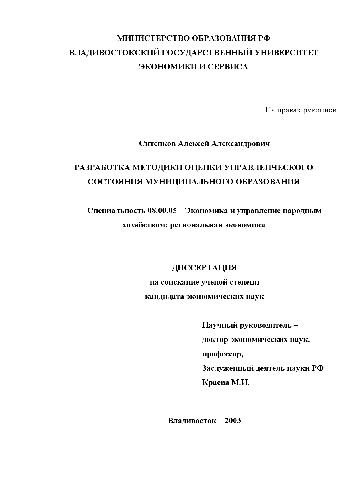 МИНИСТЕРСТВО ОБРАЗОВАНИЯ РФ
ВЛАДИВОСТОКСКИЙ ГОСУДАРСТВЕННЫЙ УНИВЕРСИТЕТ
ЭКОНОМИКИ И СЕРВИСА
На правах рукописи
Алексей Александрович
РАЗРАБОТКА МЕТОДИКИ ОЦЕНКИ УПРАВЛЕНЧЕСКОГО
СОСТОЯНИЯ МУНИЦИПАЛЬНОГО ОБРАЗОВАНИЯ
Специальность 08.00.05 – Экономика и управление народным
хозяйством: региональная экономика
ДИССЕРТАЦИЯ
на соискание ученой степени
кандидата экономических наук
Научный руководитель –
доктор экономических наук,
профессор,
Заслуженный деятель науки РФ
М.И.
Владивосток – 2003